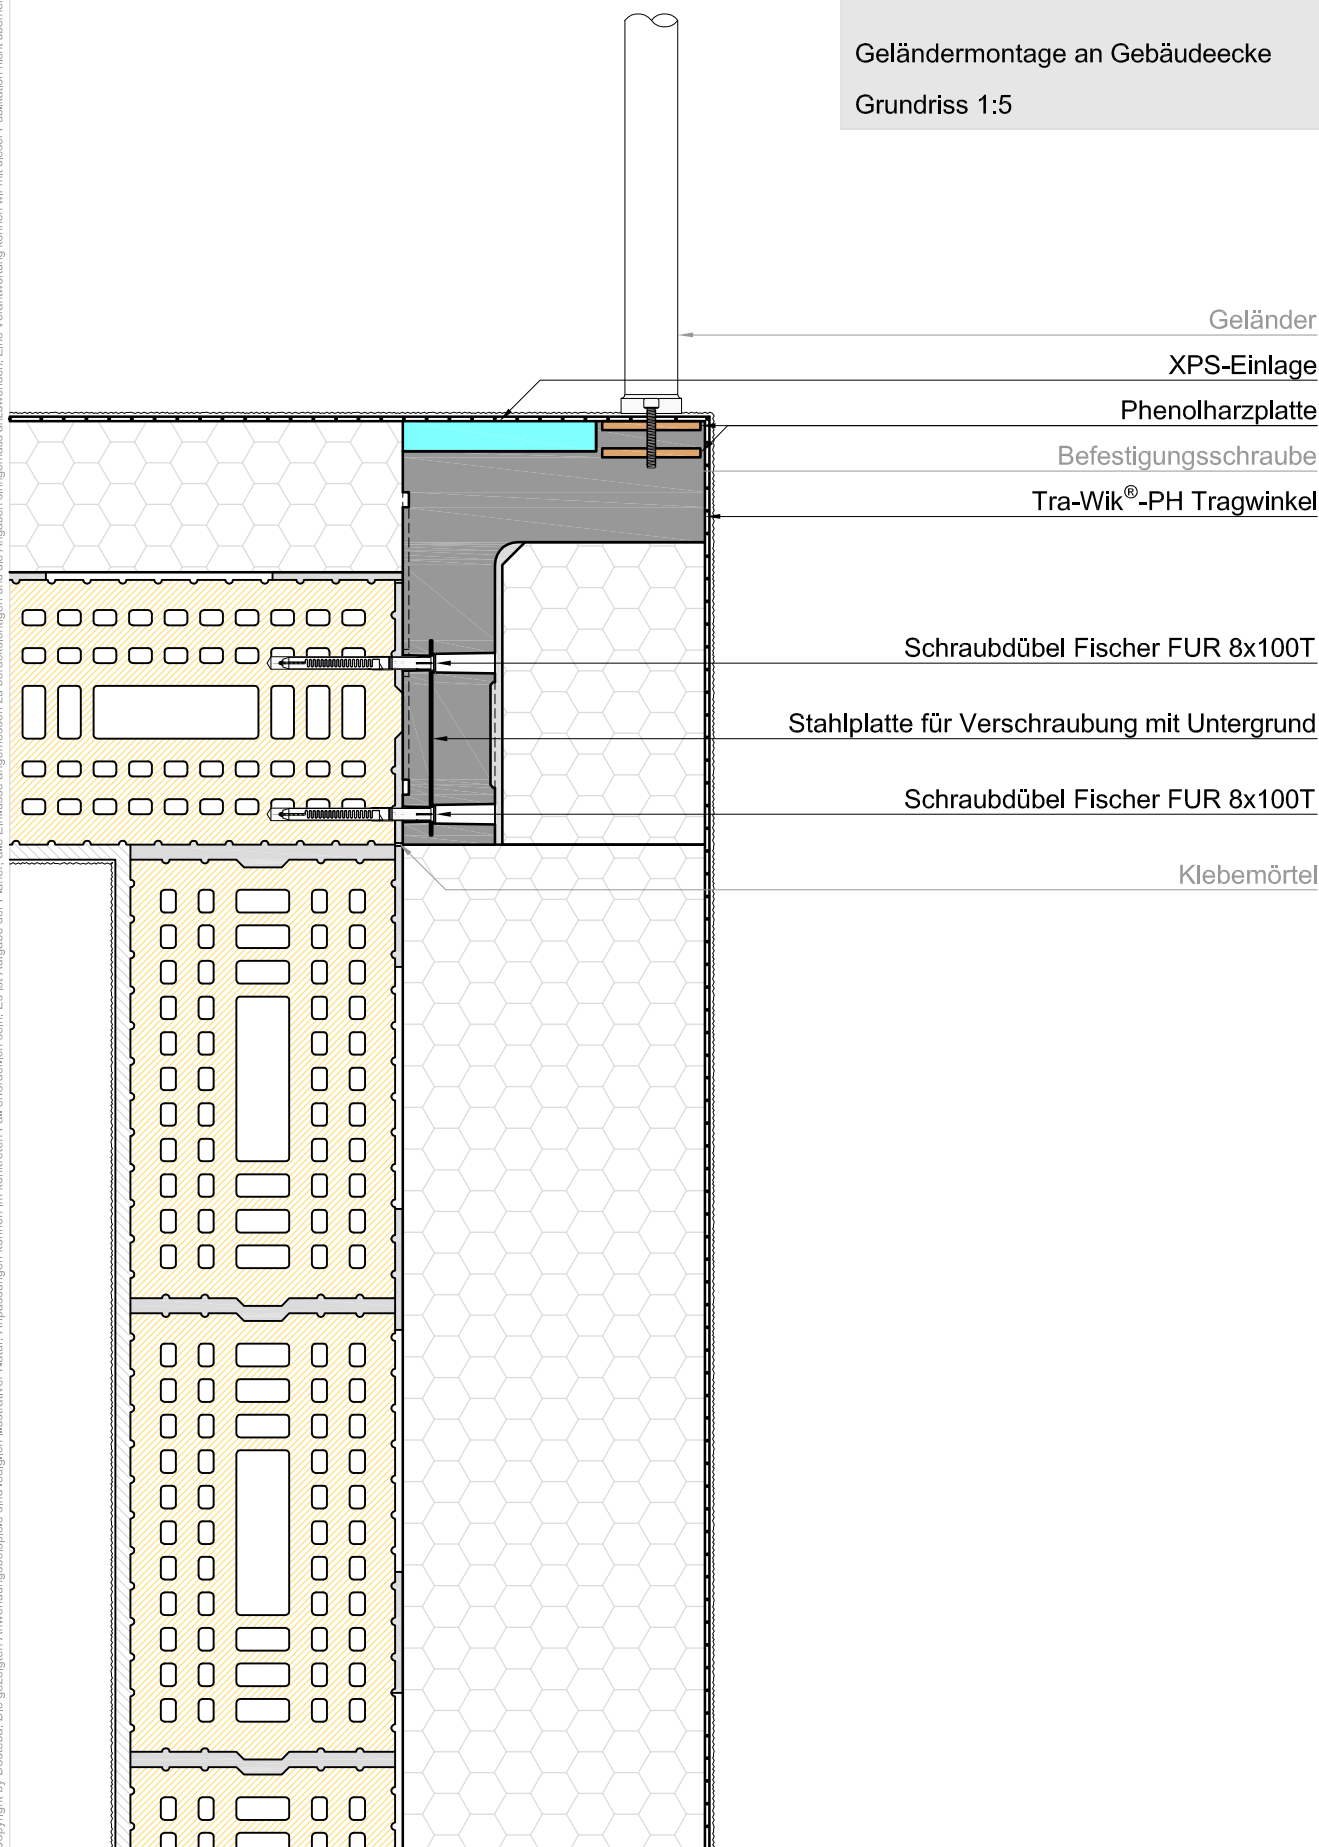 Geländermontage an Gebäudeecke
Grundriss 1:5
Geländer
XPS-Einlage
Phenolharzplatte
Befestigungsschraube
Tra-Wik®-PH Tragwinkel
Schraubdübel Fischer FUR 8x100T
Stahlplatte für Verschraubung mit Untergrund
Schraubdübel Fischer FUR 8x100T
Klebemörtel